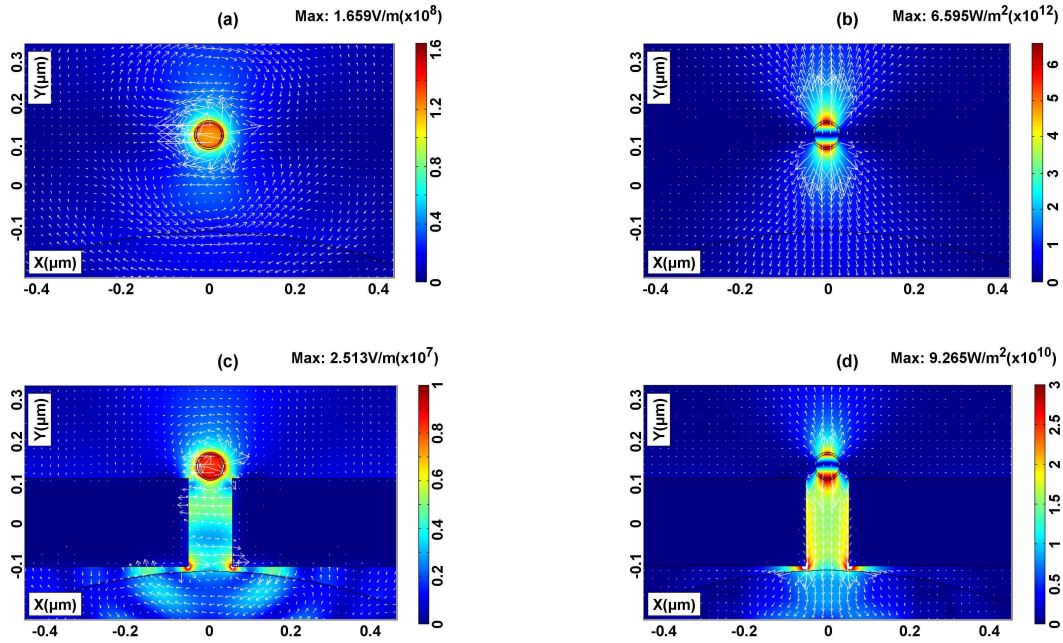 (a) Max: 1.659V/m(x10⁸)
(b) Max: 6.595W/m²(x10¹²)
Y(μm)
0.3
0.2
0.1
0
-0.1
X(μm)
-0.4 -0.2 0 0.2 0.4
1.6
1.2
0.8
0.4
0
Y(μm)
0.3
0.2
0.1
0
-0.1
X(μm)
-0.4 -0.2 0 0.2 0.4
6
5
4
3
2
1
0
(c) Max: 2.513V/m(x10⁷)
(d) Max: 9.265W/m²(x10¹⁰)
Y(μm)
0.3
0.2
0.1
0
-0.1
X(μm)
-0.4 -0.2 0 0.2 0.4
1
0.8
0.6
0.4
0.2
0
Y(μm)
0.3
0.2
0.1
0
-0.1
X(μm)
-0.4 -0.2 0 0.2 0.4
3
2.5
2
1.5
1
0.5
0